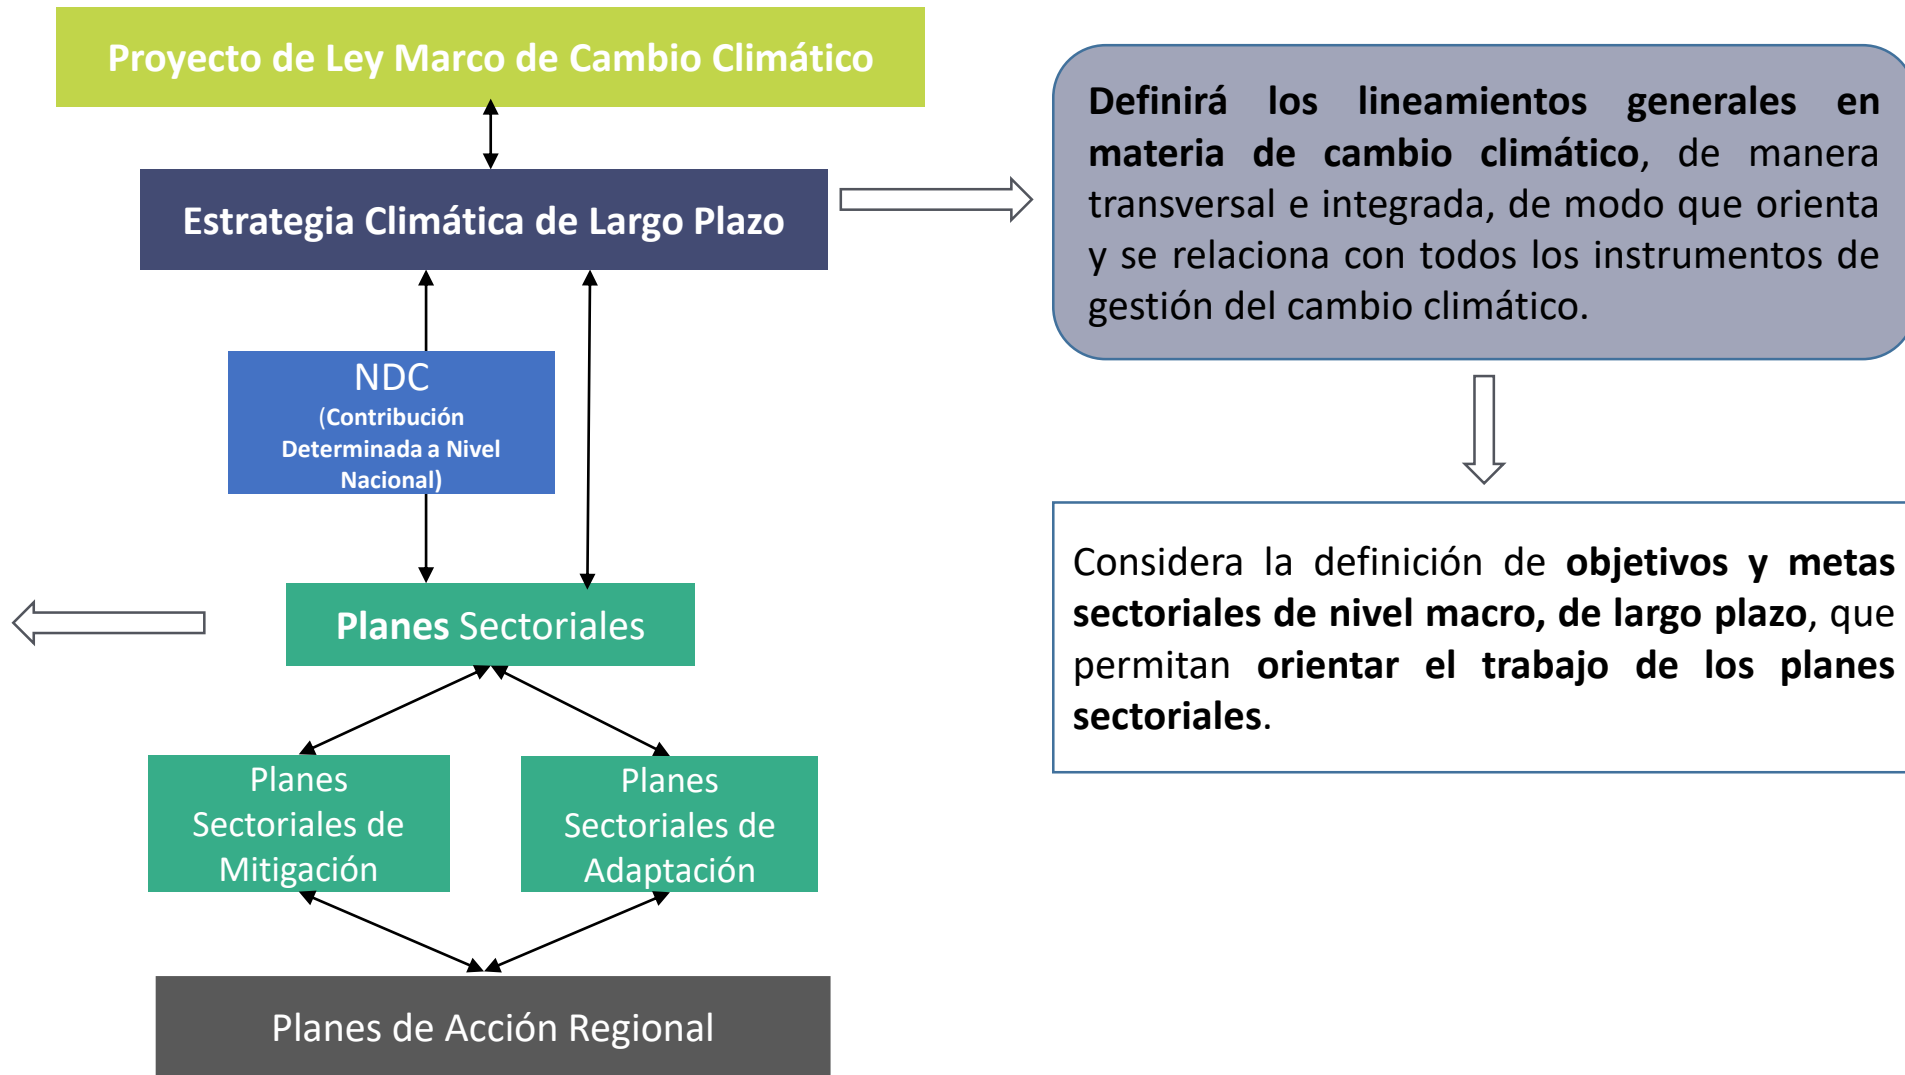 Proyecto de Ley Marco de Cambio Climático
Estrategia Climática de Largo Plazo
NDC
(Contribución
Determinada a Nivel
Nacional)
Planes Sectoriales
Planes
Sectoriales de
Mitigación
Planes
Sectoriales de
Adaptación
Planes de Acción Regional
Definirá los lineamientos generales en
materia de cambio climático, de manera
transversal e integrada, de modo que orienta
y se relaciona con todos los instrumentos de
gestión del cambio climático.
Considera la definición de objetivos y metas
sectoriales de nivel macro, de largo plazo, que
permitan orientar el trabajo de los planes
sectoriales.